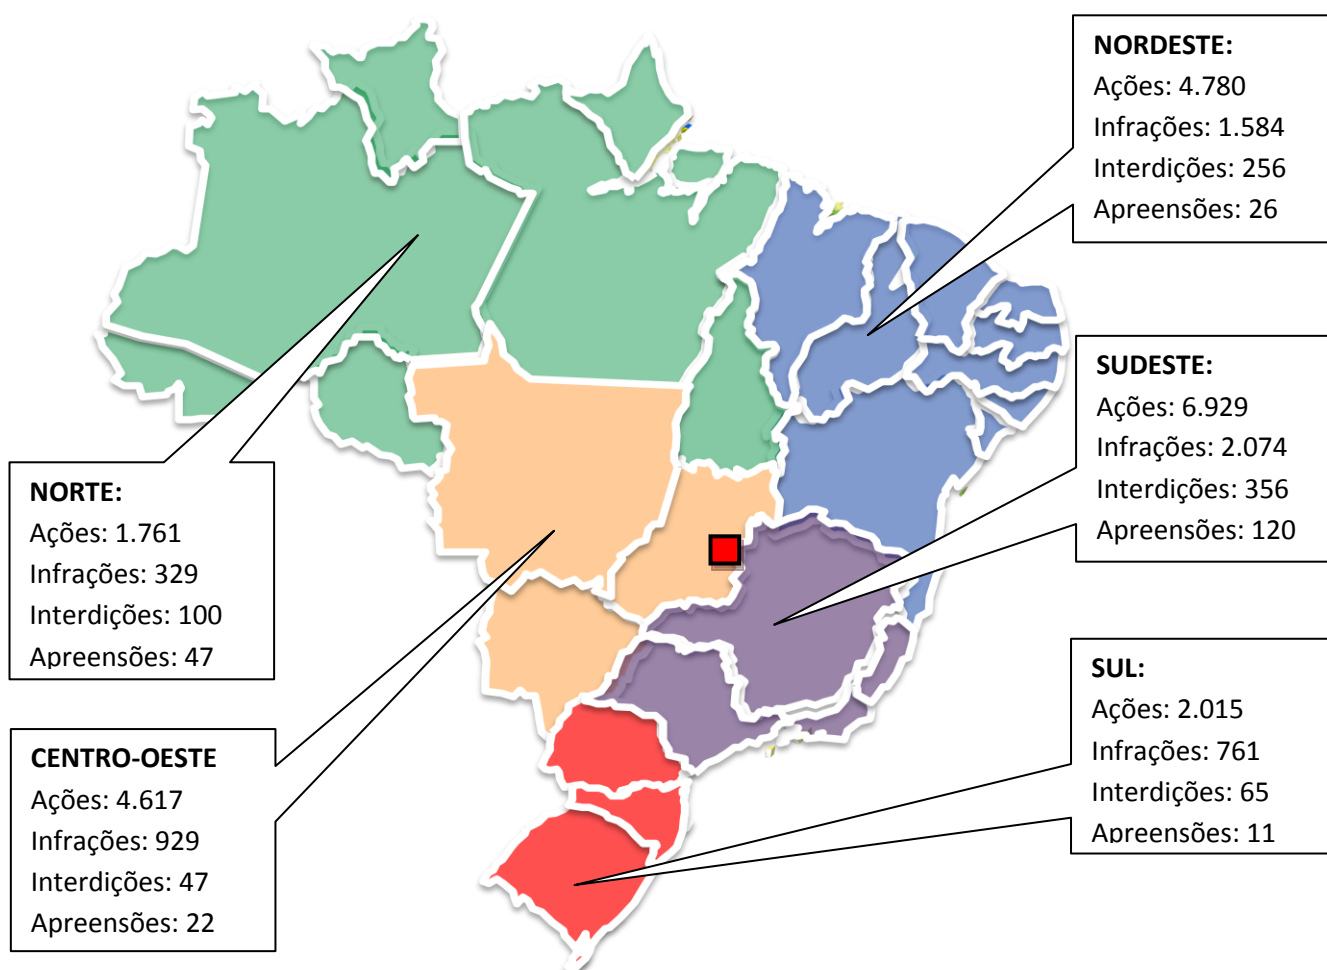 NORDESTE:
Ações: 4.780
Infrações: 1.584
Interdições: 256
Apreensões: 26
SUDESTE:
Ações: 6.929
Infrações: 2.074
Interdições: 356
Apreensões: 120
NORTE:
Ações: 1.761
Infrações: 329
Interdições: 100
Apreensões: 47
SUL:
Ações: 2.015
Infrações: 761
Interdições: 65
Apreensões: 11
CENTRO-OESTE
Ações: 4.617
Infrações: 929
Interdições: 47
Apreensões: 22